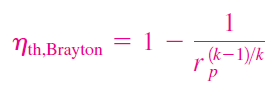 η_th,Brayton = 1 − 1 / r_p^(k−1)/k